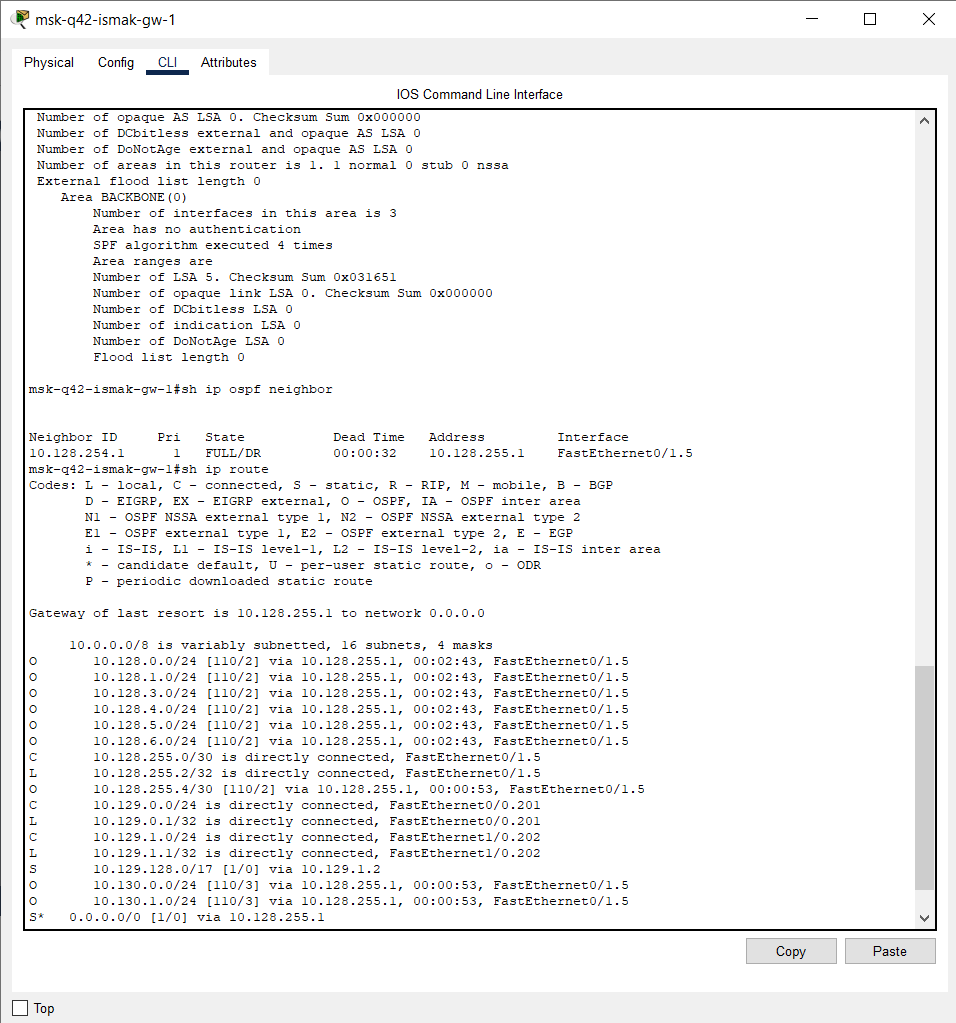 msk-q42-ismak-gw-1
Physical Config CLI Attributes
IOS Command Line Interface
Number of opaque AS LSA 0. Checksum Sum 0x000000
Number of DCbitless external and opaque AS LSA 0
Number of DoNotAge external and opaque AS LSA 0
Number of areas in this router is 1. 1 normal 0 stub 0 nssa
External flood list length 0
Area BACKBONE(0)
Number of interfaces in this area is 3
Area has no authentication
SPF algorithm executed 4 times
Area ranges are
Number of LSA 5. Checksum Sum 0x031651
Number of opaque link LSA 0. Checksum Sum 0x000000
Number of DCbitless LSA 0
Number of indication LSA 0
Number of DoNotAge LSA 0
Flood list length 0
msk-q42-ismak-gw-1#sh ip ospf neighbor
Neighbor ID Pri State Dead Time Address Interface
10.128.254.1 1 FULL/DR 00:00:32 10.128.255.1 FastEthernet0/1.5
msk-q42-ismak-gw-1#sh ip route
Codes: L - local, C - connected, S - static, R - RIP, M - mobile, B - BGP
D - EIGRP, EX - EIGRP external, O - OSPF, IA - OSPF inter area
N1 - OSPF NSSA external type 1, N2 - OSPF NSSA external type 2
E1 - OSPF external type 1, E2 - OSPF external type 2, E - EGP
i - IS-IS, L1 - IS-IS level-1, L2 - IS-IS level-2, ia - IS-IS inter area
* - candidate default, U - per-user static route, o - ODR
P - periodic downloaded static route
Gateway of last resort is 10.128.255.1 to network 0.0.0.0
10.0.0.0/8 is variably subnetted, 16 subnets, 4 masks
O 10.128.0.0/24 [110/2] via 10.128.255.1, 00:02:43, FastEthernet0/1.5
O 10.128.1.0/24 [110/2] via 10.128.255.1, 00:02:43, FastEthernet0/1.5
O 10.128.3.0/24 [110/2] via 10.128.255.1, 00:02:43, FastEthernet0/1.5
O 10.128.4.0/24 [110/2] via 10.128.255.1, 00:02:43, FastEthernet0/1.5
O 10.128.5.0/24 [110/2] via 10.128.255.1, 00:02:43, FastEthernet0/1.5
O 10.128.6.0/24 [110/2] via 10.128.255.1, 00:02:43, FastEthernet0/1.5
C 10.128.255.0/30 is directly connected, FastEthernet0/1.5
L 10.128.255.2/32 is directly connected, FastEthernet0/1.5
O 10.128.255.4/30 [110/2] via 10.128.255.1, 00:00:53, FastEthernet0/1.5
C 10.129.0.0/24 is directly connected, FastEthernet0/0.201
L 10.129.0.1/32 is directly connected, FastEthernet0/0.201
C 10.129.1.0/24 is directly connected, FastEthernet1/0.202
L 10.129.1.1/32 is directly connected, FastEthernet1/0.202
S 10.129.128.0/17 [1/0] via 10.129.1.2
O 10.130.0.0/24 [110/3] via 10.128.255.1, 00:00:53, FastEthernet0/1.5
O 10.130.1.0/24 [110/3] via 10.128.255.1, 00:00:53, FastEthernet0/1.5
S* 0.0.0.0/0 [1/0] via 10.128.255.1
Copy Paste
Top